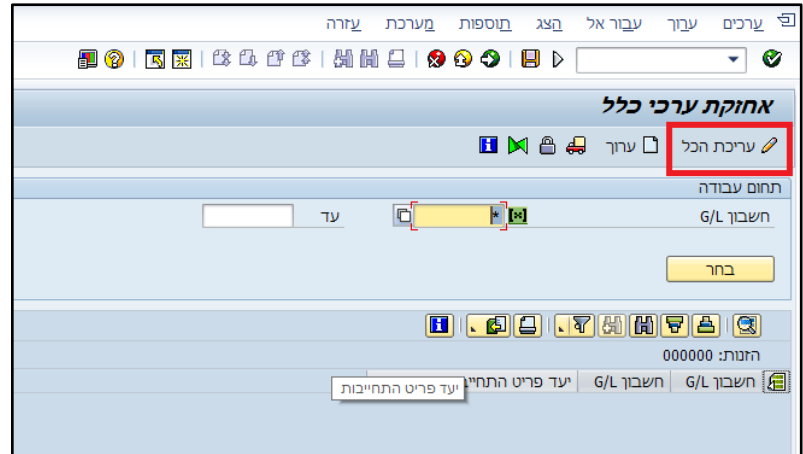 ערכים ערוך עבור אל הצג תוספות מערכת עזרה
אחזקת ערכי כלל
עריכת הכל ערוך
תחום עבודה
חשבון G/L * עד
בחר
הזנות: 000000
חשבון G/L חשבון G/L יעד פריט התחייב
יעד פריט התחייבות